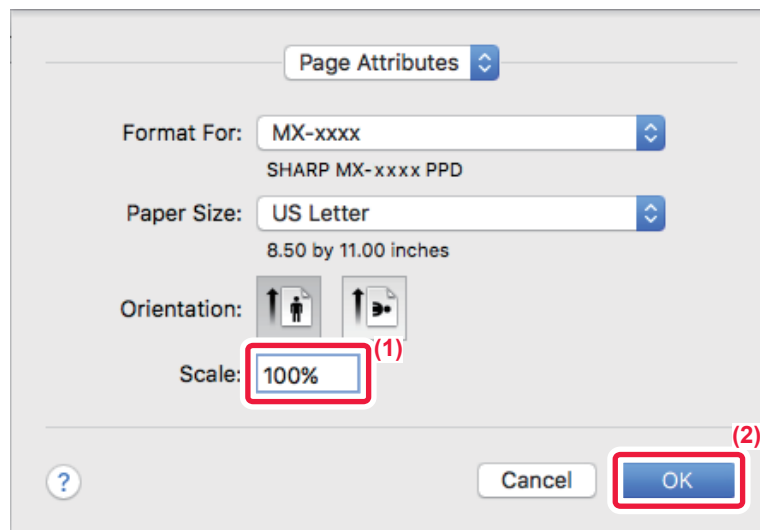 Page Attributes
Format For: MX-xxxx
SHARP MX-xxxx PPD
Paper Size: US Letter
8.50 by 11.00 inches
Orientation:
(1)
Scale: 100%
(2)
? Cancel OK